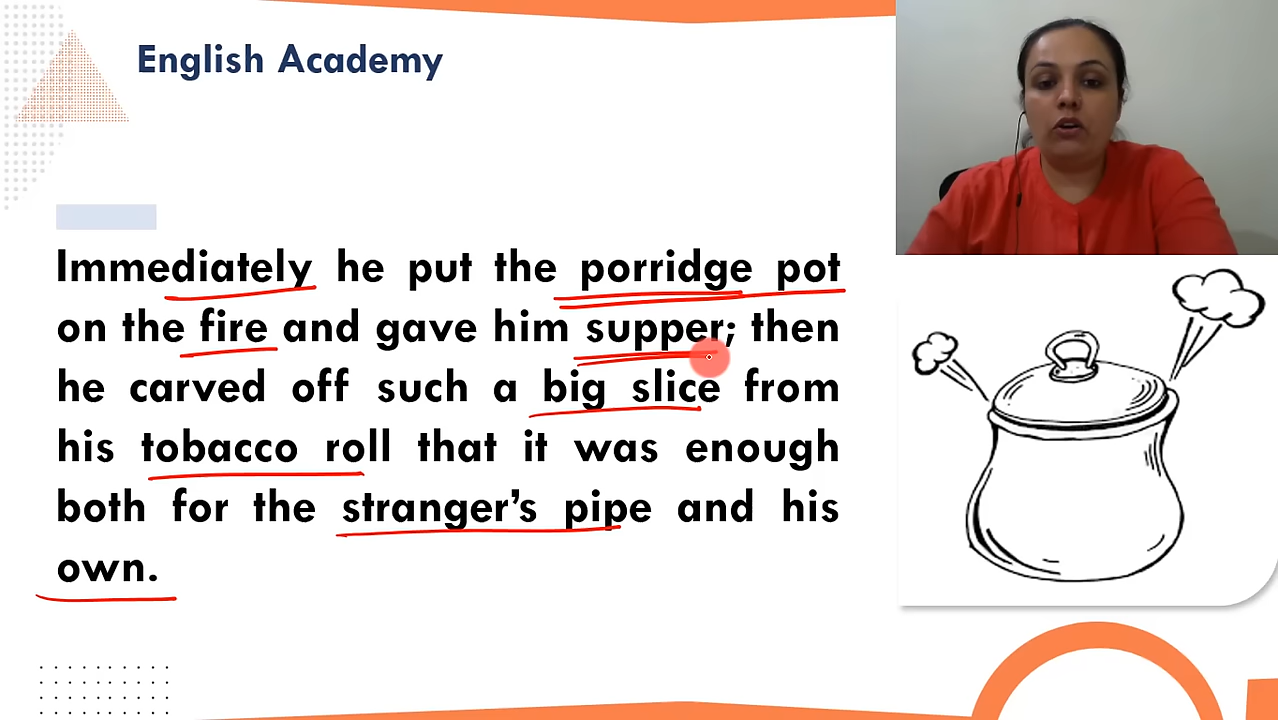 English Academy
Immediately he put the porridge pot
on the fire and gave him supper; then
he carved off such a big slice from
his tobacco roll that it was enough
both for the stranger’s pipe and his
own.